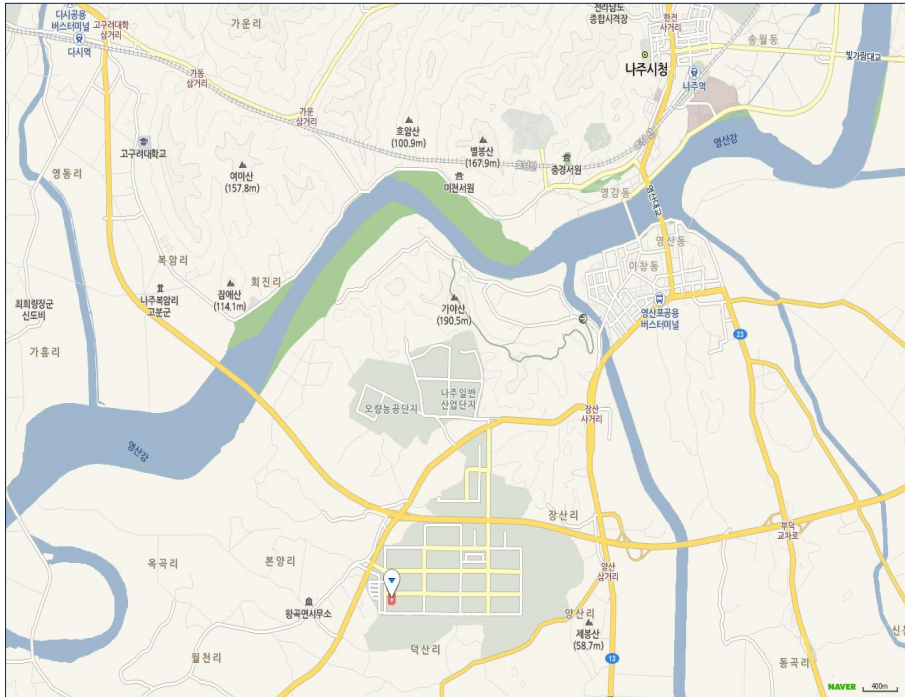 다시공용
버스터미널
다시역
고구려대학
삼거리
가운리
전라남도
종합사격장
한전
사거리
송월동
빛가람대교
나주시청
나주역
가동
삼거리
가운
삼거리
호암산
(100.9m)
별봉산
(167.9m)
미천서원
충경서원
영산강
고구려대학교
여마산
(157.8m)
영동리
영강동
영산대교
영산동
이창동
복암리
회진리
잠애산
(114.1m)
나주복암리
고분군
최희량장군
신도비
가흥리
가야산
(190.5m)
영산포공용
버스터미널
23
나주일반
산업단지
오량농공단지
장산
사거리
영산강
장산리
부덕
교차로
옥곡리
본양리
양산
삼거리
왕곡면사무소
양산리
제봉산
(58.7m)
덕산리
월천리
13
동곡리
NAVER
400m